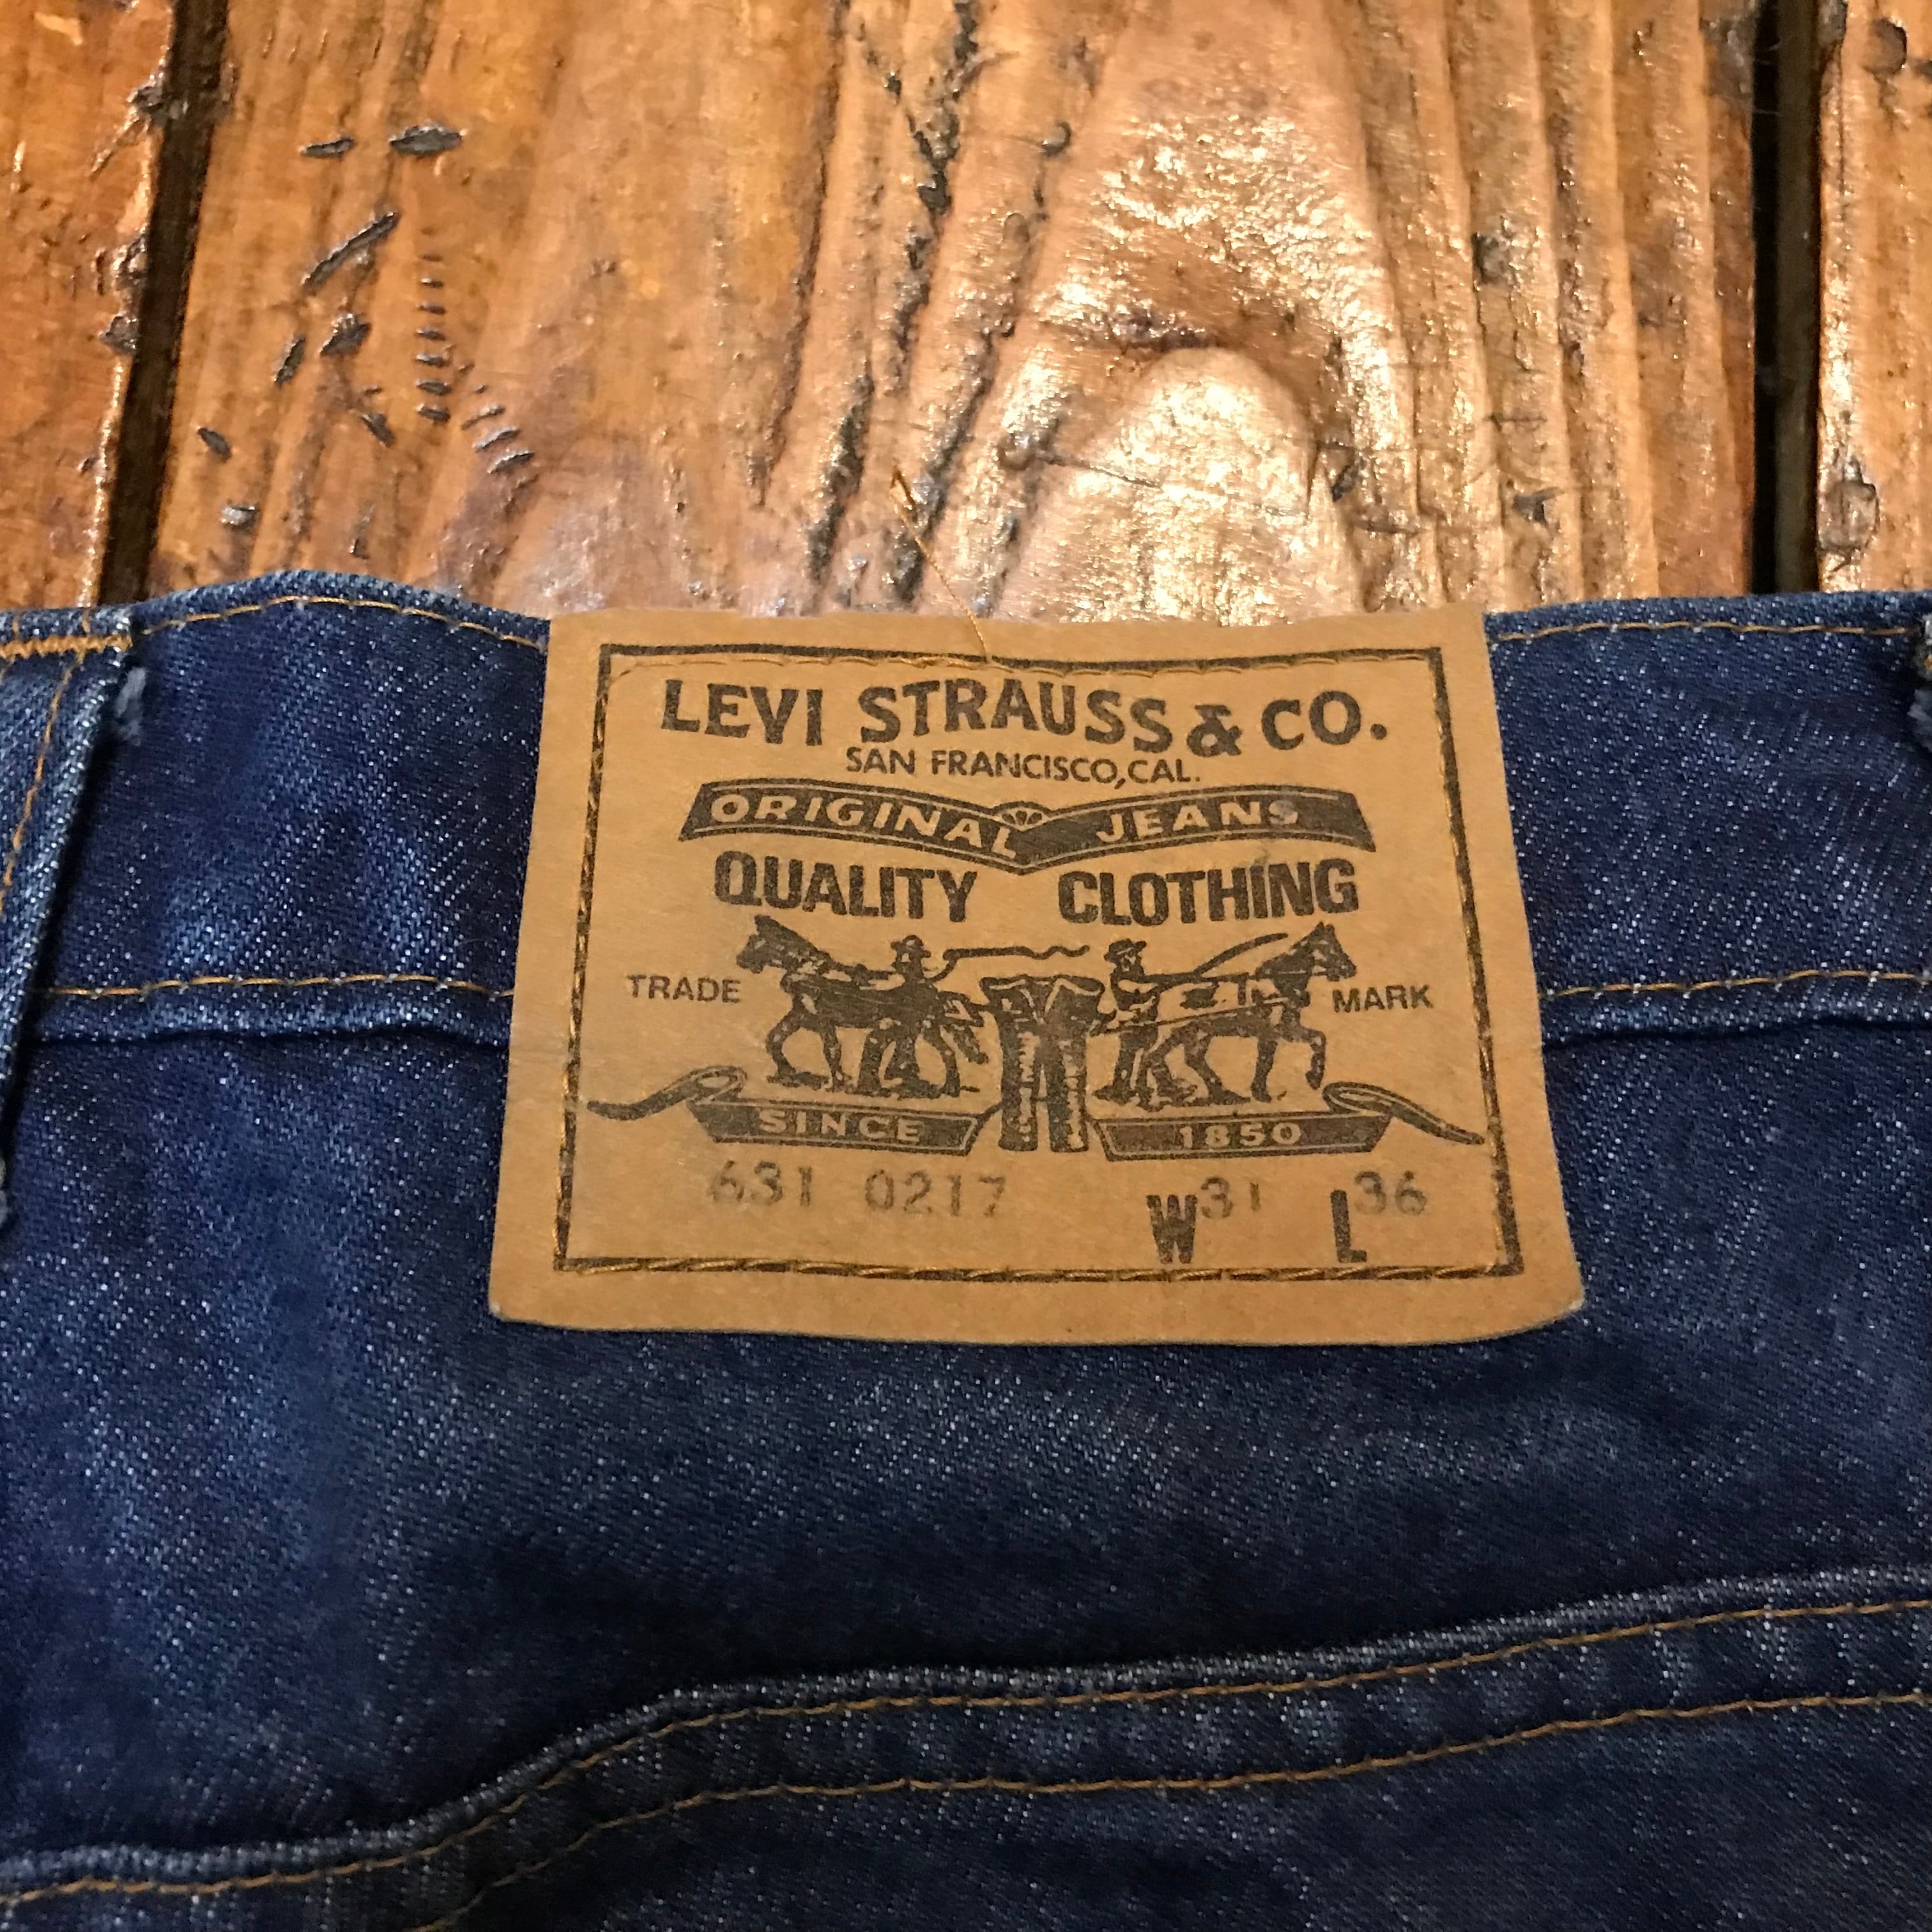 LEVI STRAUSS & CO.
SAN FRANCISCO, CAL.
ORIGINAL JEANS
QUALITY CLOTHING
TRADE MARK
SINCE 1850
631 0217 W31 L36